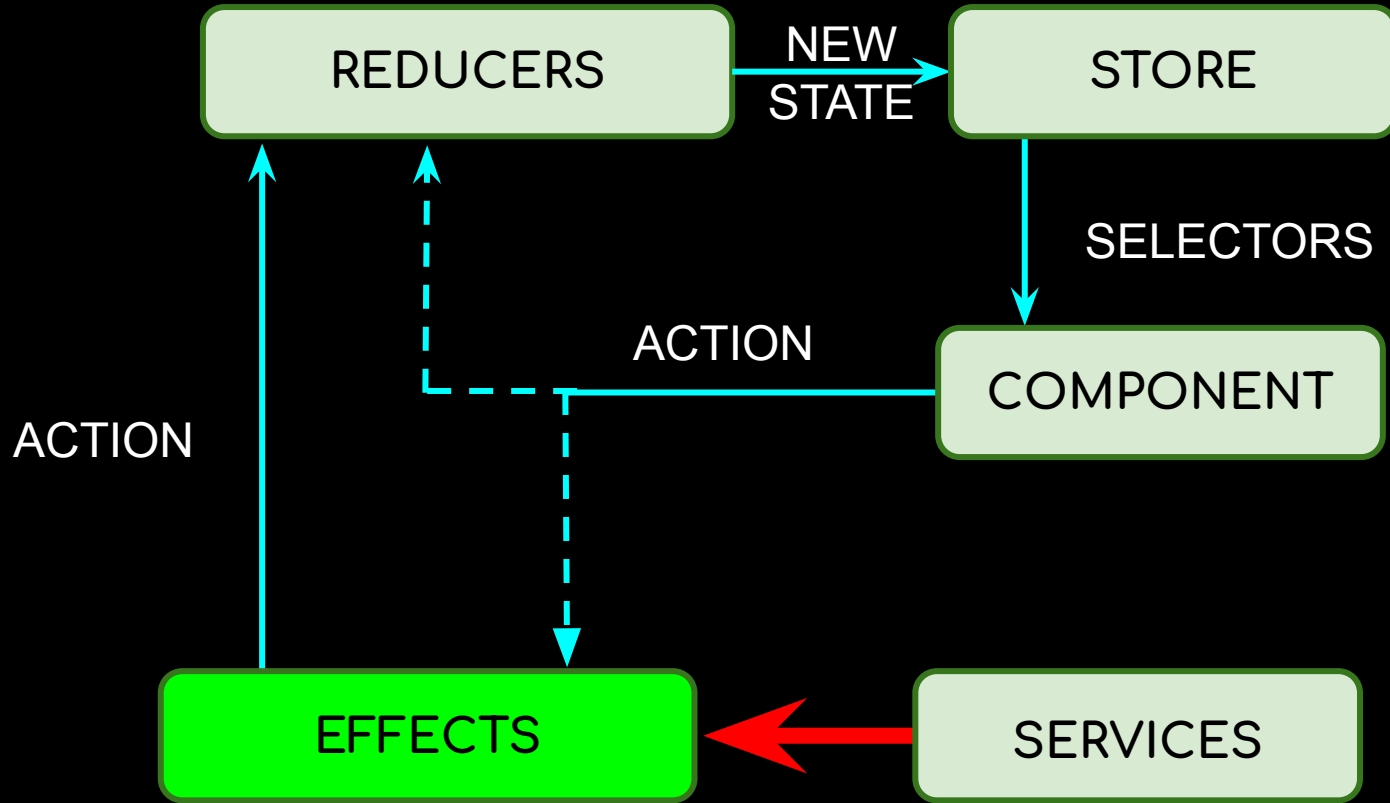 REDUCERS
NEW
STATE
STORE
SELECTORS
ACTION
COMPONENT
ACTION
EFFECTS
SERVICES